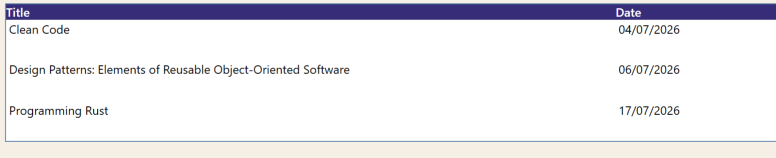 Title Date
Clean Code 04/07/2026
Design Patterns: Elements of Reusable Object-Oriented Software 06/07/2026
Programming Rust 17/07/2026